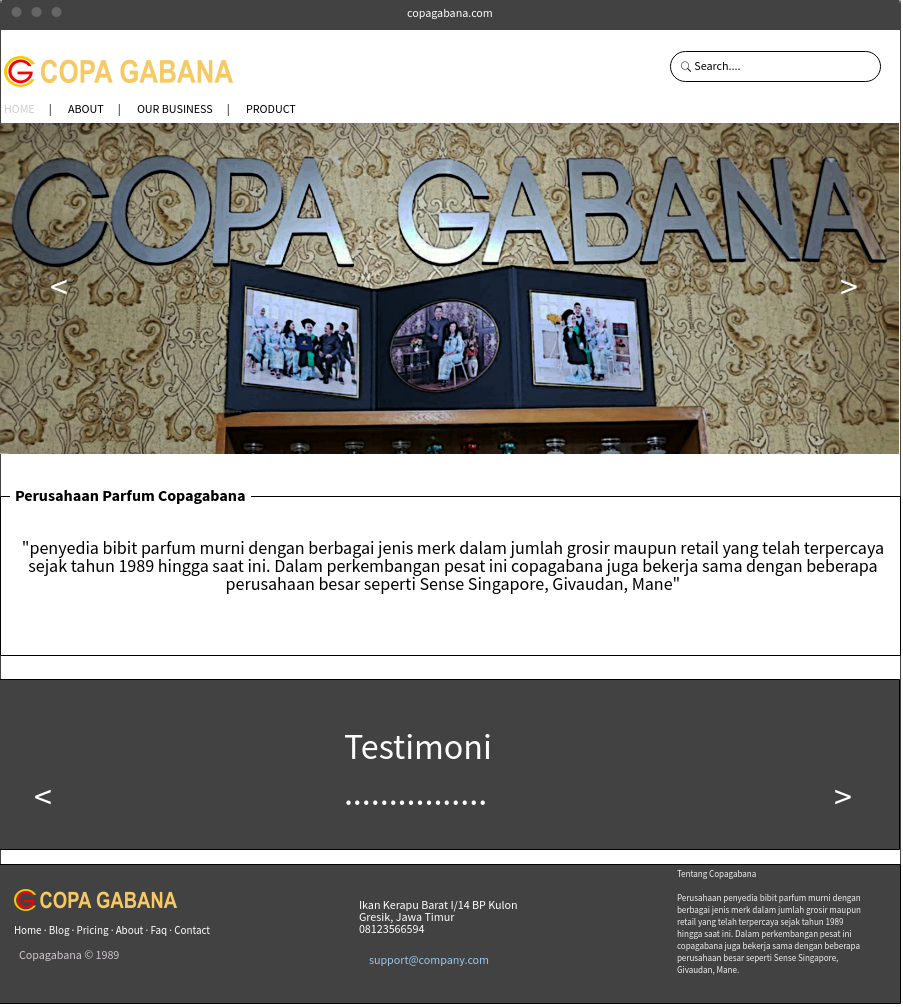 copagabana.com
COPA GABANA
Search....
HOME | ABOUT | OUR BUSINESS | PRODUCT
COPA GABANA
< >
Perusahaan Parfum Copagabana
"penyedia bibit parfum murni dengan berbagai jenis merk dalam jumlah grosir maupun retail yang telah terpercaya
sejak tahun 1989 hingga saat ini. Dalam perkembangan pesat ini copagabana juga bekerja sama dengan beberapa
perusahaan besar seperti Sense Singapore, Givaudan, Mane"
Testimoni
< ................ >
COPA GABANA
Home · Blog · Pricing · About · Faq · Contact
Copagabana © 1989
Ikan Kerapu Barat I/14 BP Kulon
Gresik, Jawa Timur
08123566594
support@company.com
Tentang Copagabana
Perusahaan penyedia bibit parfum murni dengan
berbagai jenis merk dalam jumlah grosir maupun
retail yang telah terpercaya sejak tahun 1989
hingga saat ini. Dalam perkembangan pesat ini
copagabana juga bekerja sama dengan beberapa
perusahaan besar seperti Sense Singapore,
Givaudan, Mane.